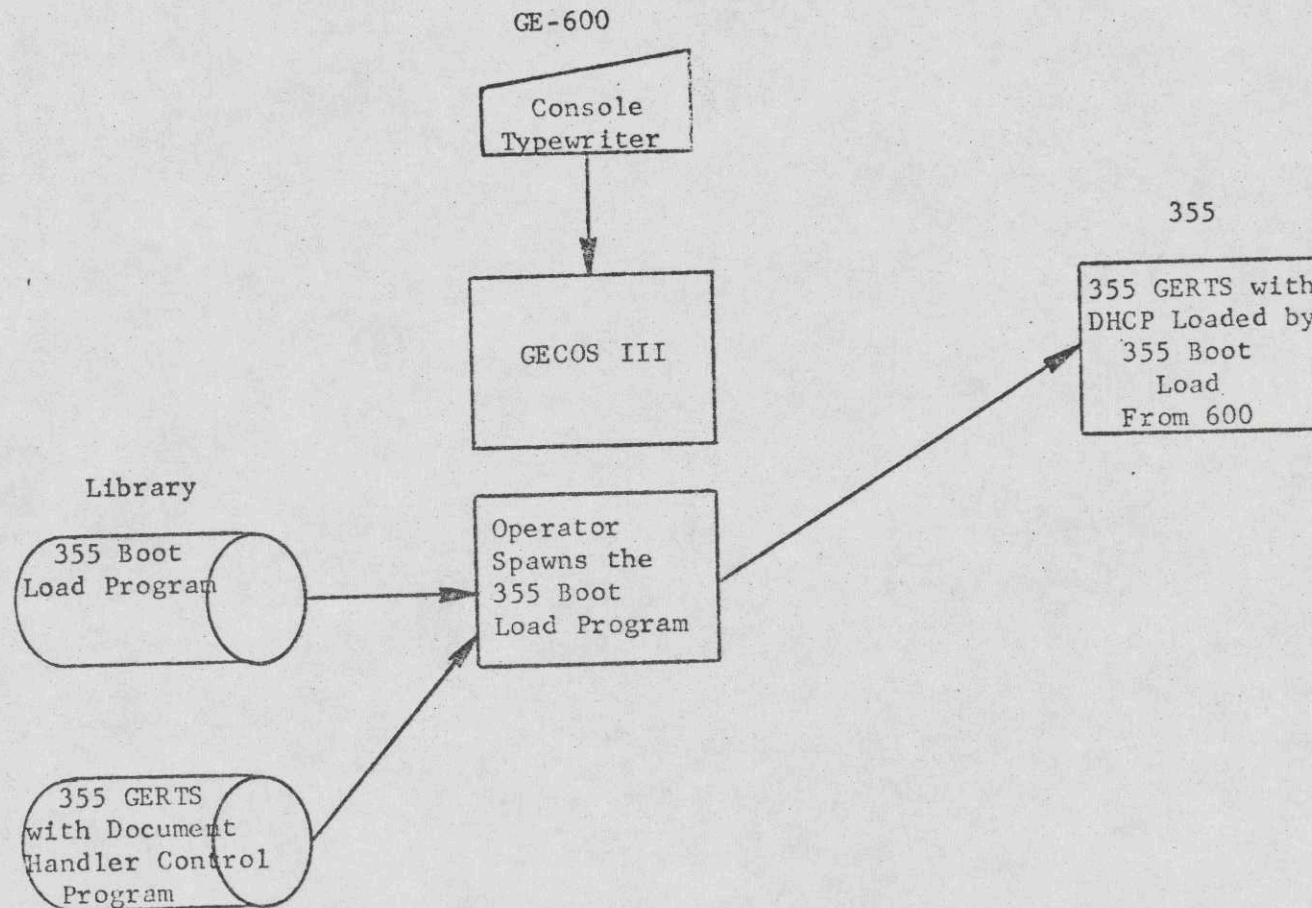 GE-600
Console
Typewriter
355
355 GERTS with
DHCP Loaded by
355 Boot
Load
From 600
GECOS III
Library
355 Boot
Load Program
Operator
Spawns the
355 Boot
Load Program
355 GERTS
with Document
Handler Control
Program